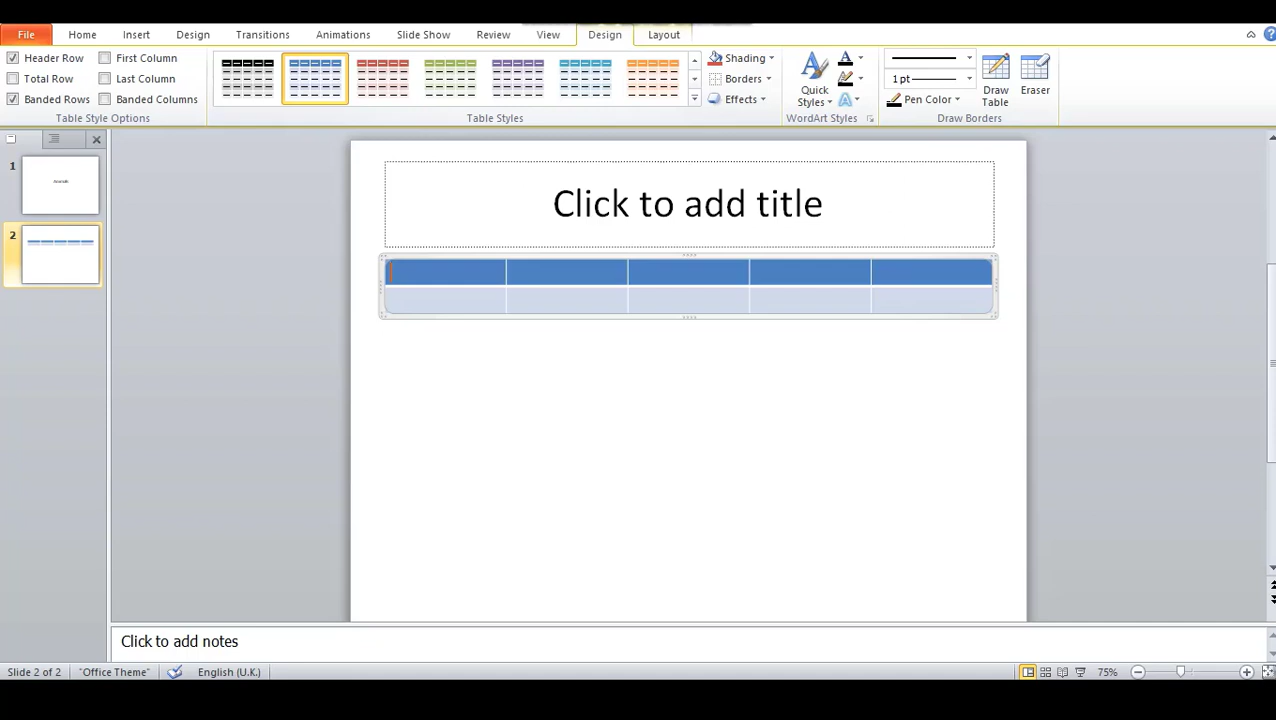 File Home Insert Design Transitions Animations Slide Show Review View Design Layout
Header Row First Column
Total Row Last Column
Banded Rows Banded Columns
Table Style Options
Table Styles
Shading
Borders
Effects
Quick
Styles
WordArt Styles
1 pt
Pen Color
Draw
Table
Eraser
Draw Borders
1
2
Click to add title
Click to add notes
Slide 2 of 2 "Office Theme" English (U.K.) 75%